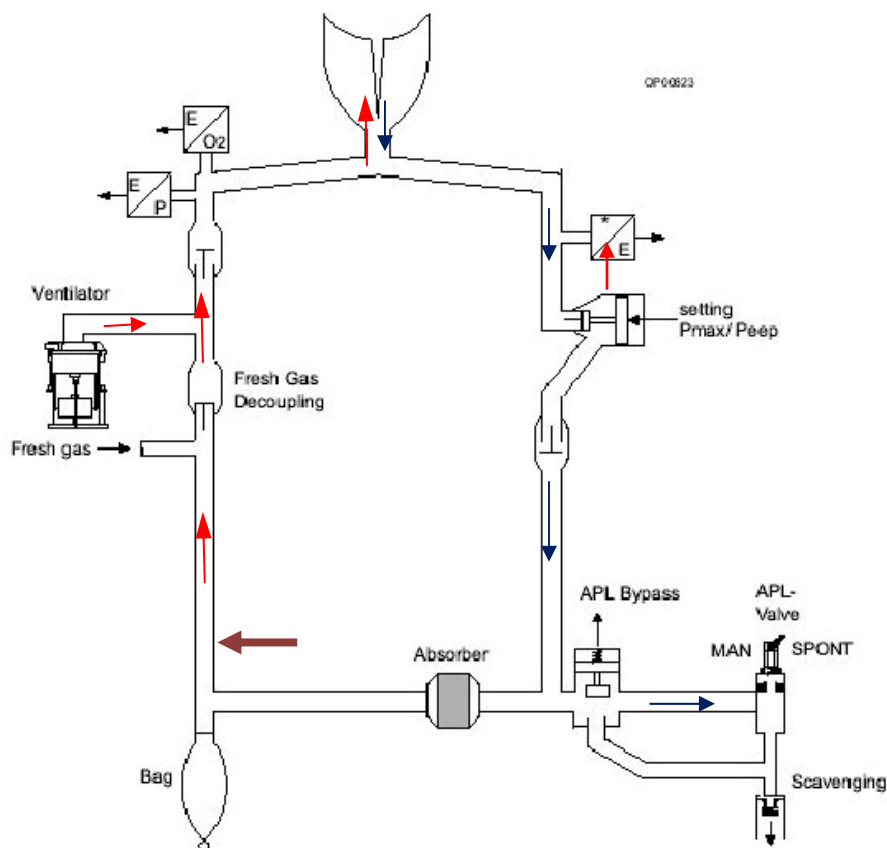 OP00623
E
O2
E
P
*
E
Ventilator
setting
Pmax/ Peep
Fresh Gas
Decoupling
Fresh gas
APL Bypass
APL-
Valve
MAN
SPONT
Absorber
Bag
Scavenging